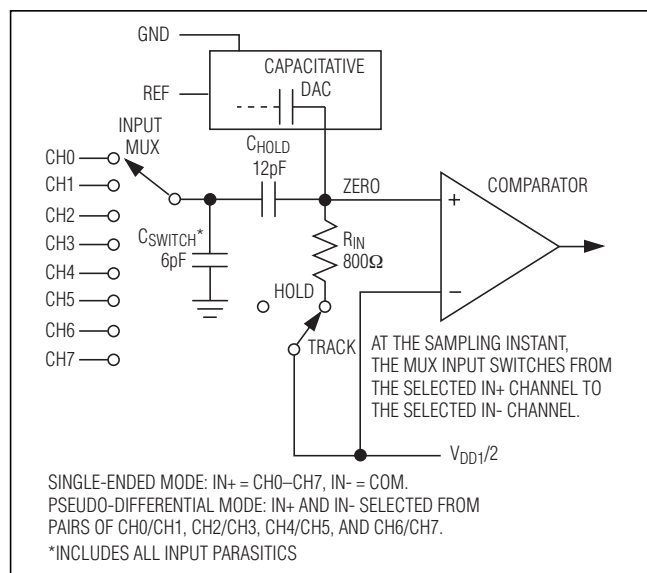 GND
CAPACITATIVE
DAC
REF
INPUT
MUX
CHOLD
12pF
CH0
CH1
CH2
CH3
CH4
CH5
CH6
CH7
ZERO
COMPARATOR
+
–
CSWITCH*
6pF
RIN
800Ω
HOLD
TRACK
AT THE SAMPLING INSTANT,
THE MUX INPUT SWITCHES FROM
THE SELECTED IN+ CHANNEL TO
THE SELECTED IN- CHANNEL.
VDD1/2
SINGLE-ENDED MODE: IN+ = CH0–CH7, IN- = COM.
PSEUDO-DIFFERENTIAL MODE: IN+ AND IN- SELECTED FROM
PAIRS OF CH0/CH1, CH2/CH3, CH4/CH5, AND CH6/CH7.
*INCLUDES ALL INPUT PARASITICS